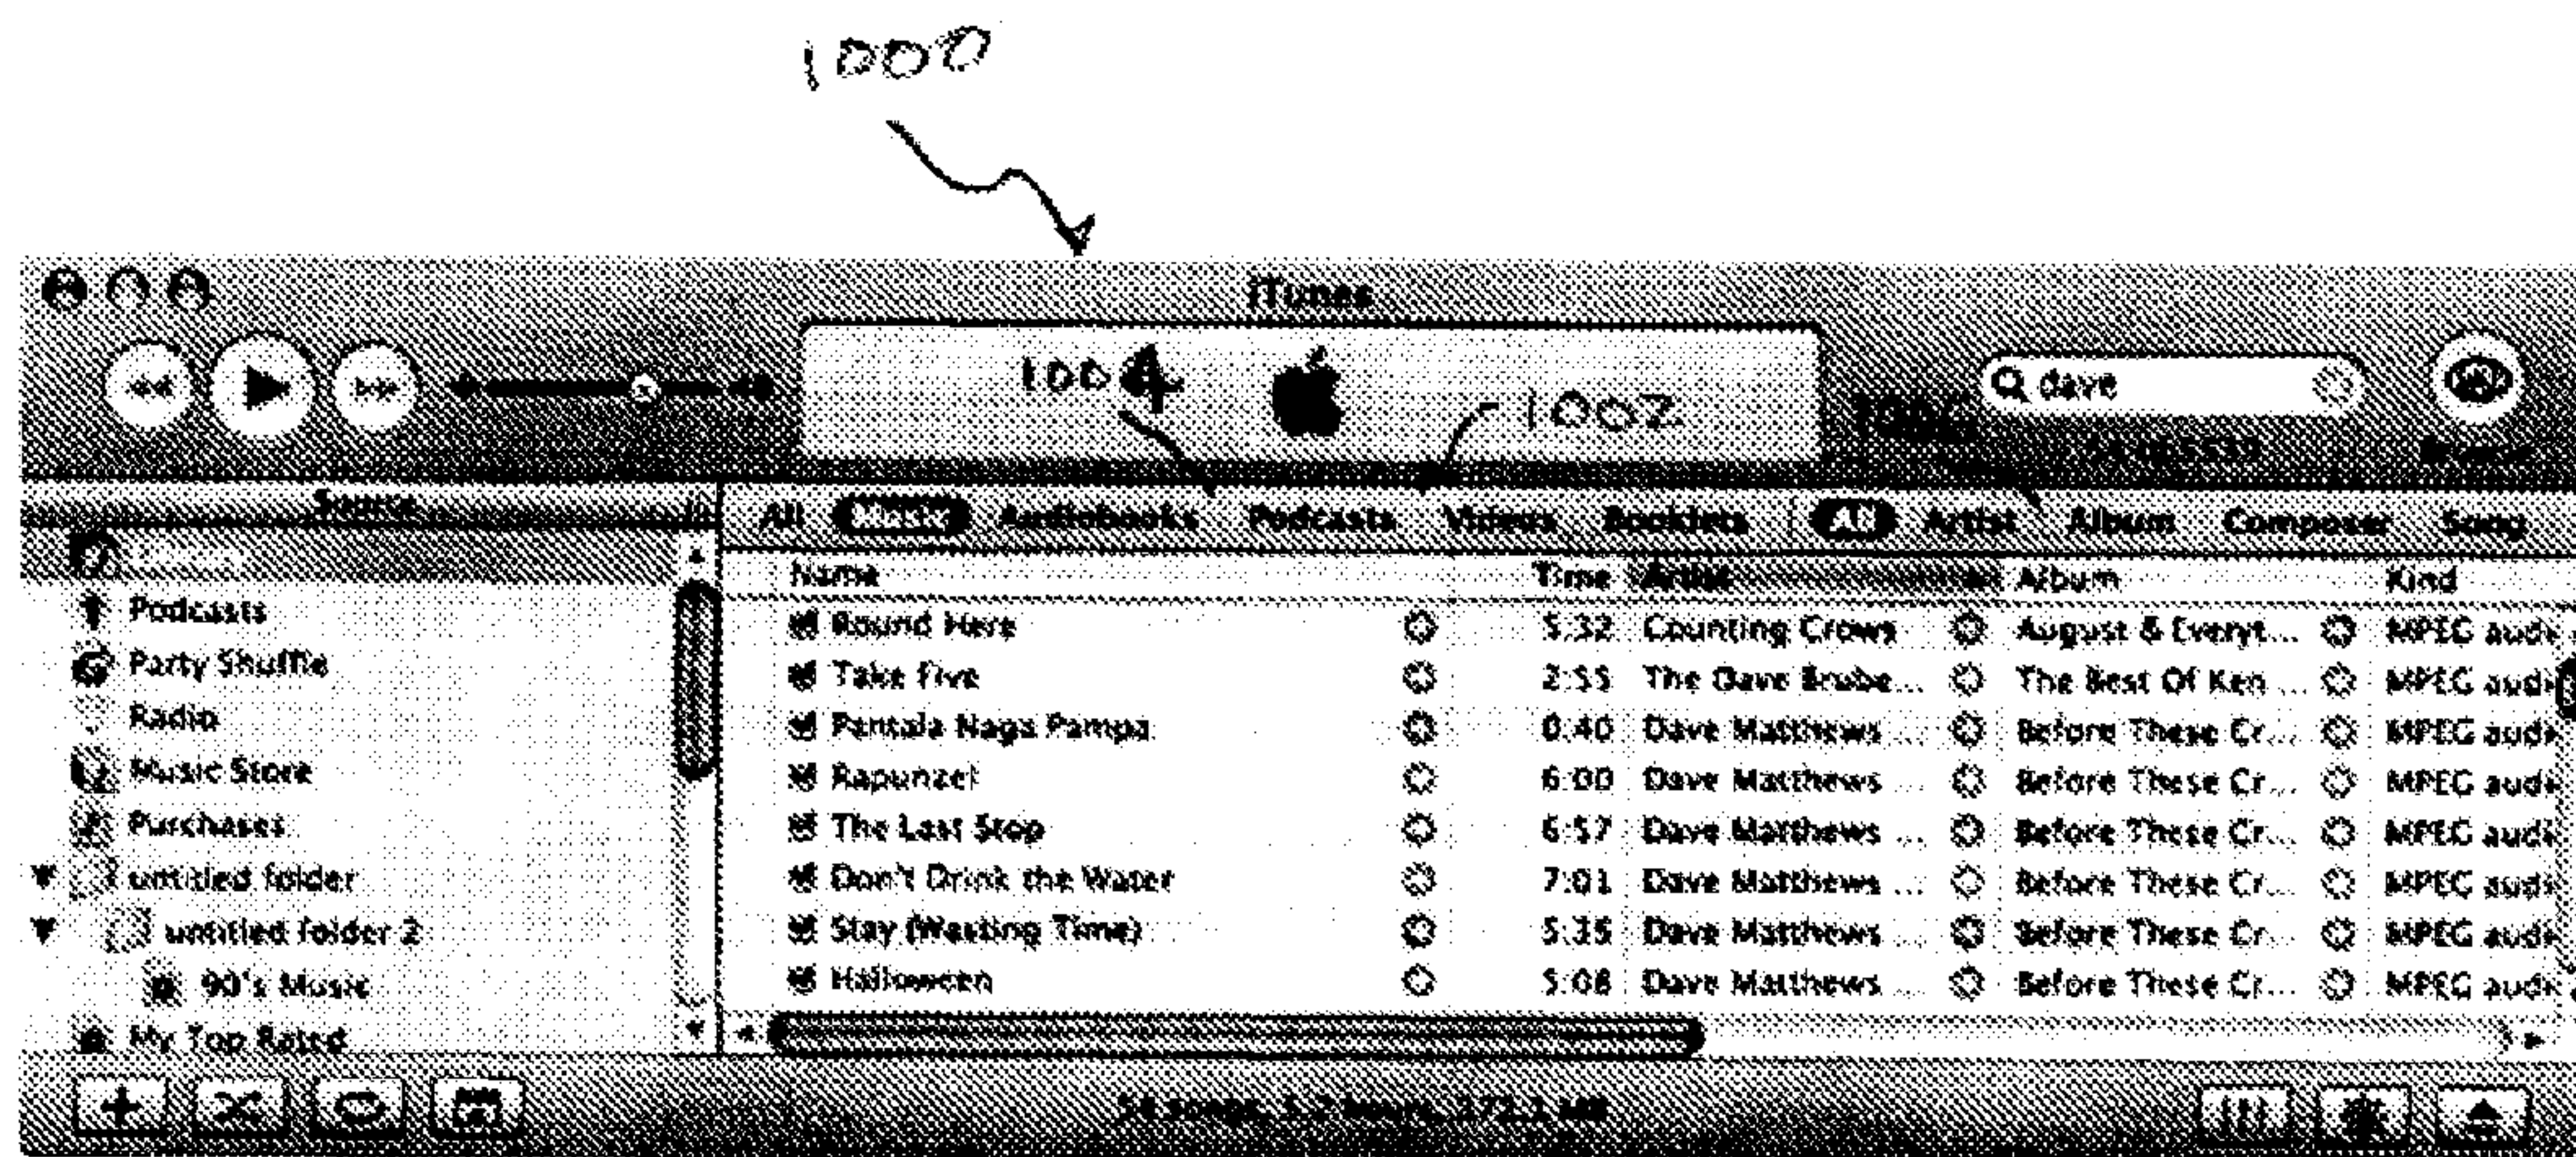 1000
iTunes
1004
1002
dave
Source
All Music Audiobooks Podcasts Videos Booklets All Artist Album Composer Song
Name Time Artist Album Kind
Podcasts
Party Shuffle
Radio
Music Store
Purchases
untitled folder
untitled folder 2
90's Music
My Top Rated
Round Here 5:32 Counting Crows August & Everyt... MPEG audi
Take Five 2:55 The Dave Brube... The Best Of Ken ... MPEG audi
Pantala Naga Pampa 0:40 Dave Matthews ... Before These Cr... MPEG audi
Rapunzel 6:00 Dave Matthews ... Before These Cr... MPEG audi
The Last Stop 6:57 Dave Matthews ... Before These Cr... MPEG audi
Don't Drink the Water 7:01 Dave Matthews ... Before These Cr... MPEG audi
Stay (Wasting Time) 5:35 Dave Matthews ... Before These Cr... MPEG audi
Halloween 5:08 Dave Matthews ... Before These Cr... MPEG audi